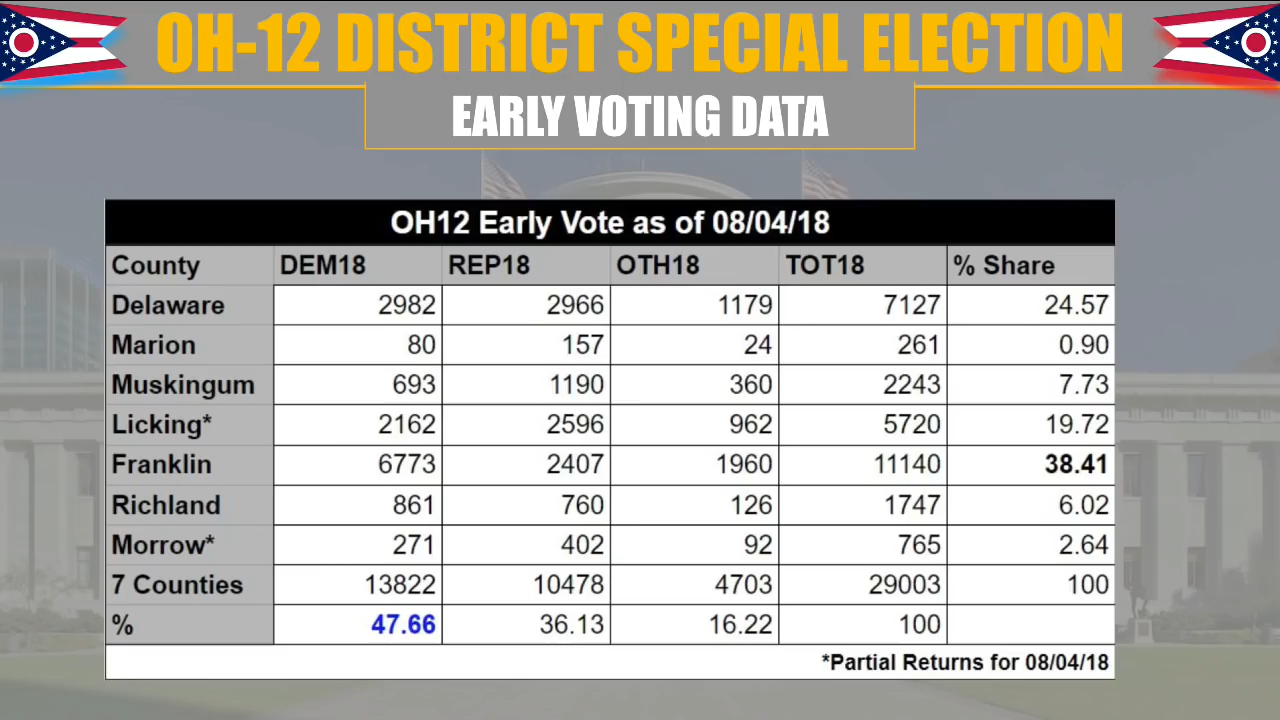 OH-12 DISTRICT SPECIAL ELECTION
EARLY VOTING DATA
OH12 Early Vote as of 08/04/18
County DEM18 REP18 OTH18 TOT18 % Share
Delaware 2982 2966 1179 7127 24.57
Marion 80 157 24 261 0.90
Muskingum 693 1190 360 2243 7.73
Licking* 2162 2596 962 5720 19.72
Franklin 6773 2407 1960 11140 38.41
Richland 861 760 126 1747 6.02
Morrow* 271 402 92 765 2.64
7 Counties 13822 10478 4703 29003 100
% 47.66 36.13 16.22 100
*Partial Returns for 08/04/18